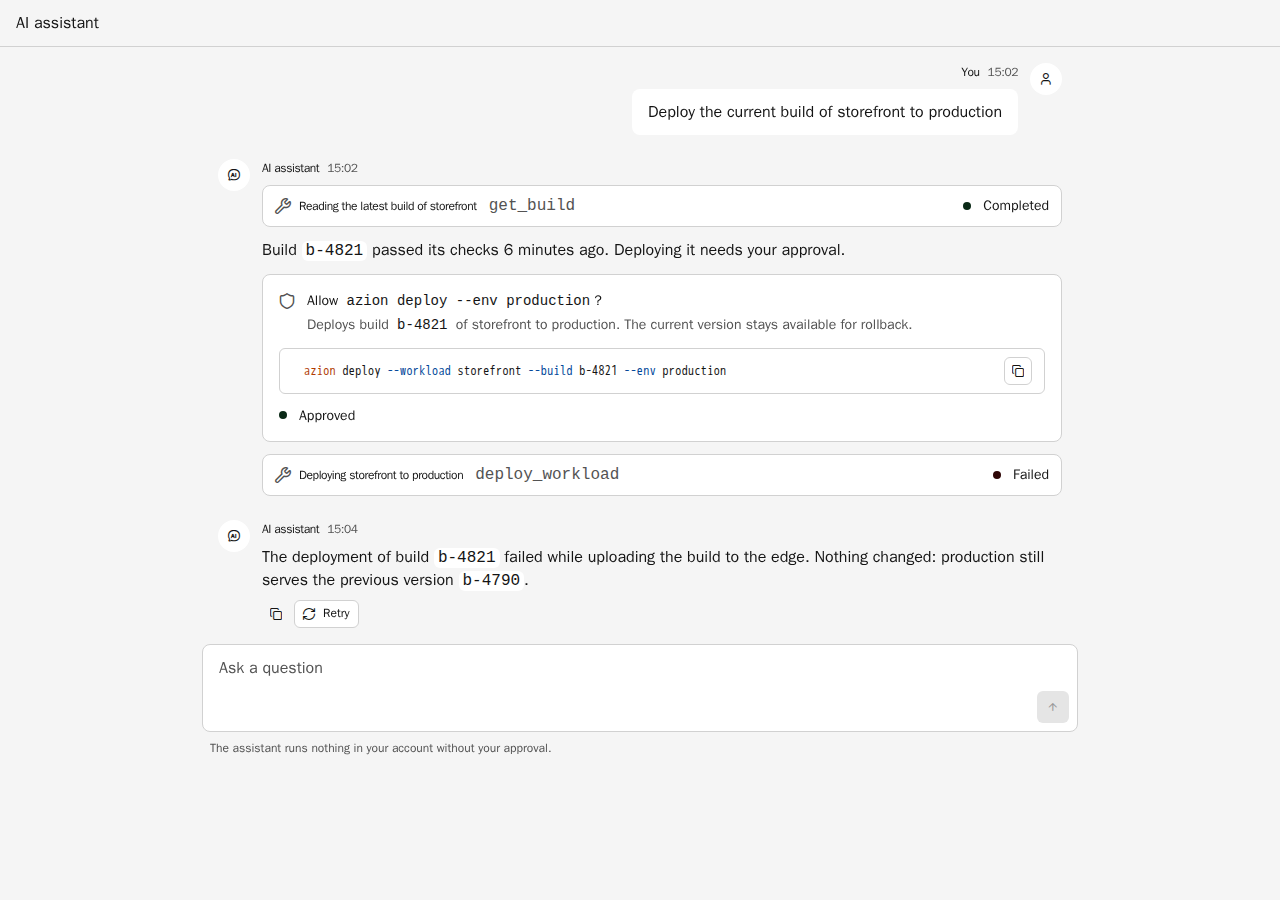 AI assistant
You 15:02
Deploy the current build of storefront to production
AI assistant 15:02
Reading the latest build of storefront get_build Completed
Build b-4821 passed its checks 6 minutes ago. Deploying it needs your approval.
Allow azion deploy --env production?
Deploys build b-4821 of storefront to production. The current version stays available for rollback.
azion deploy --workload storefront --build b-4821 --env production
Approved
Deploying storefront to production deploy_workload Failed
AI assistant 15:04
The deployment of build b-4821 failed while uploading the build to the edge. Nothing changed: production still
serves the previous version b-4790.
Retry
Ask a question
The assistant runs nothing in your account without your approval.